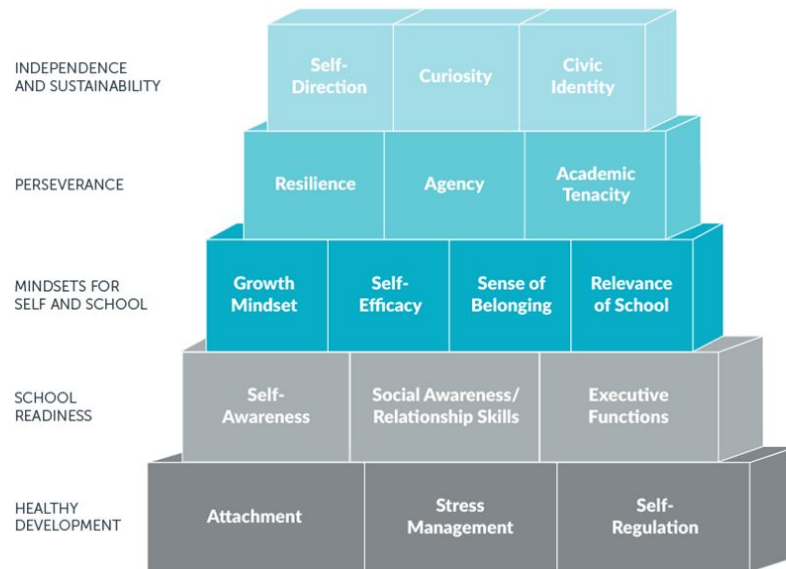 INDEPENDENCE
AND SUSTAINABILITY
Self-
Direction
Curiosity
Civic
Identity
PERSEVERANCE
Resilience
Agency
Academic
Tenacity
MINDSETS FOR
SELF AND SCHOOL
Growth
Mindset
Self-
Efficacy
Sense of
Belonging
Relevance
of School
SCHOOL
READINESS
Self-
Awareness
Social Awareness/
Relationship Skills
Executive
Functions
HEALTHY
DEVELOPMENT
Attachment
Stress
Management
Self-
Regulation